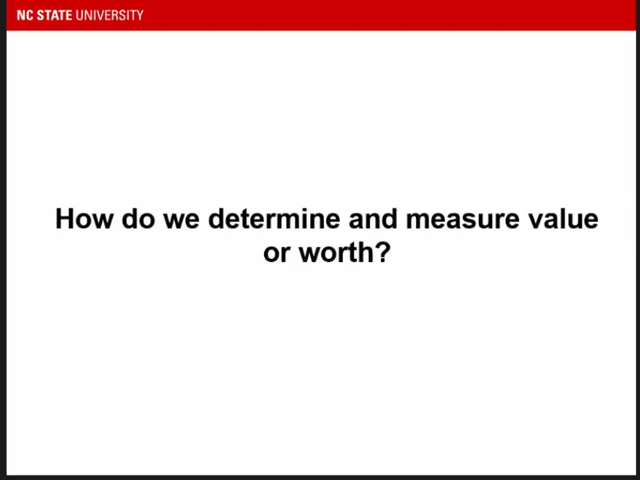 NC STATE UNIVERSITY
How do we determine and measure value
or worth?